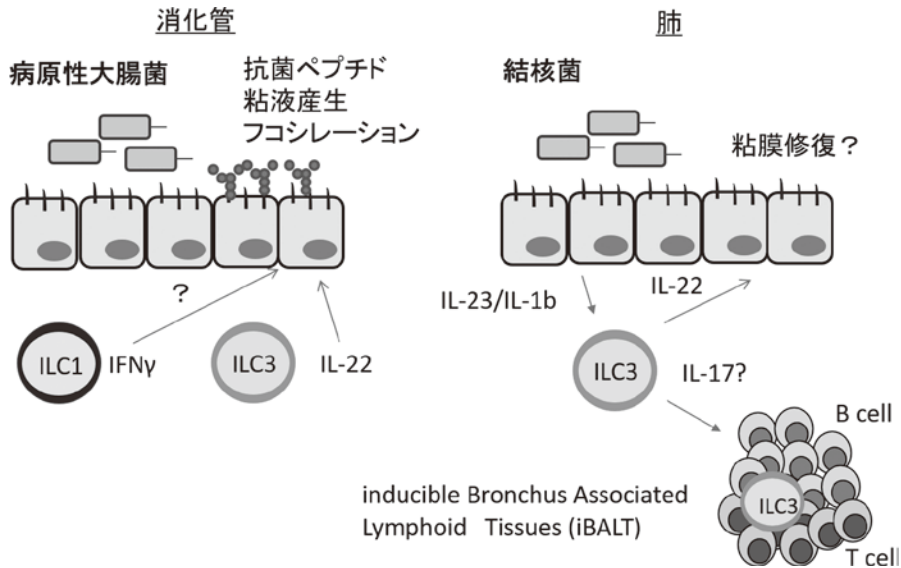 消化管
病原性大腸菌
抗菌ペプチド
粘液産生
フコシレーション
?
ILC1
IFNγ
ILC3
IL-22
肺
結核菌
粘膜修復？
IL-23/IL-1b
IL-22
ILC3
IL-17?
B cell
inducible Bronchus Associated
Lymphoid Tissues (iBALT)
ILC3
T cell